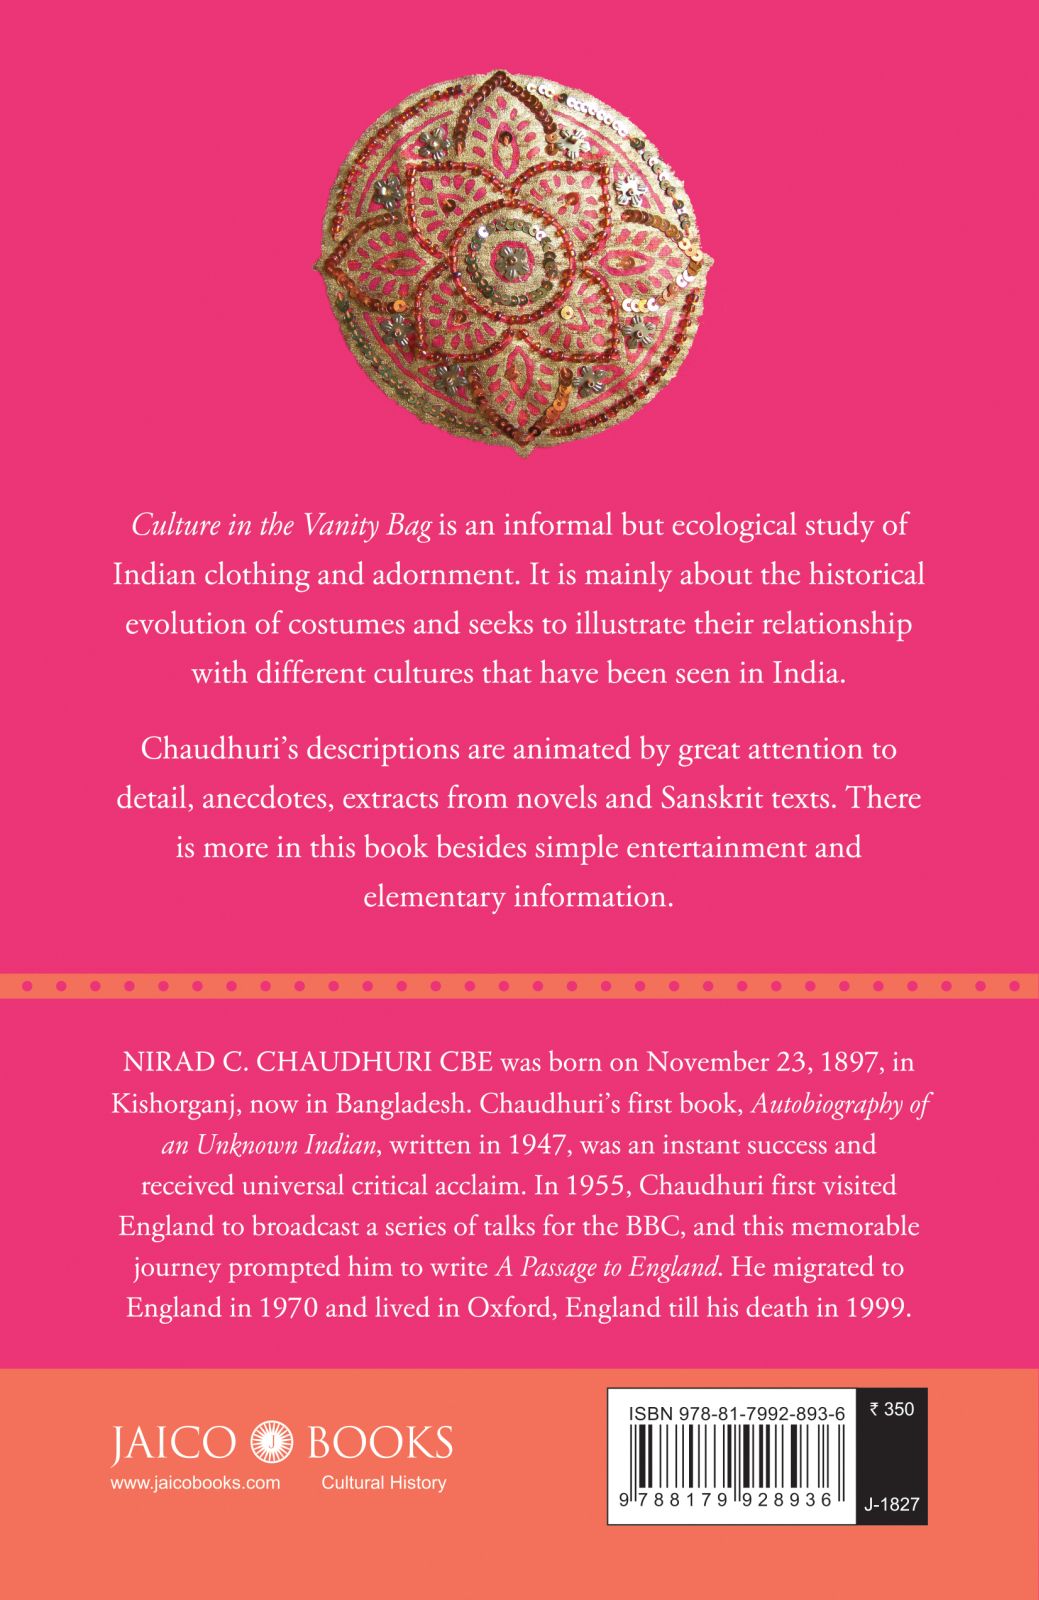 Culture in the Vanity Bag is an informal but ecological study of
Indian clothing and adornment. It is mainly about the historical
evolution of costumes and seeks to illustrate their relationship
with different cultures that have been seen in India.
Chaudhuri’s descriptions are animated by great attention to
detail, anecdotes, extracts from novels and Sanskrit texts. There
is more in this book besides simple entertainment and
elementary information.
NIRAD C. CHAUDHURI CBE was born on November 23, 1897, in
Kishorganj, now in Bangladesh. Chaudhuri’s first book, Autobiography of
an Unknown Indian, written in 1947, was an instant success and
received universal critical acclaim. In 1955, Chaudhuri first visited
England to broadcast a series of talks for the BBC, and this memorable
journey prompted him to write A Passage to England. He migrated to
England in 1970 and lived in Oxford, England till his death in 1999.
JAICO J BOOKS
www.jaicobooks.com Cultural History
ISBN 978-81-7992-893-6
9 788179 928936
₹ 350
J-1827